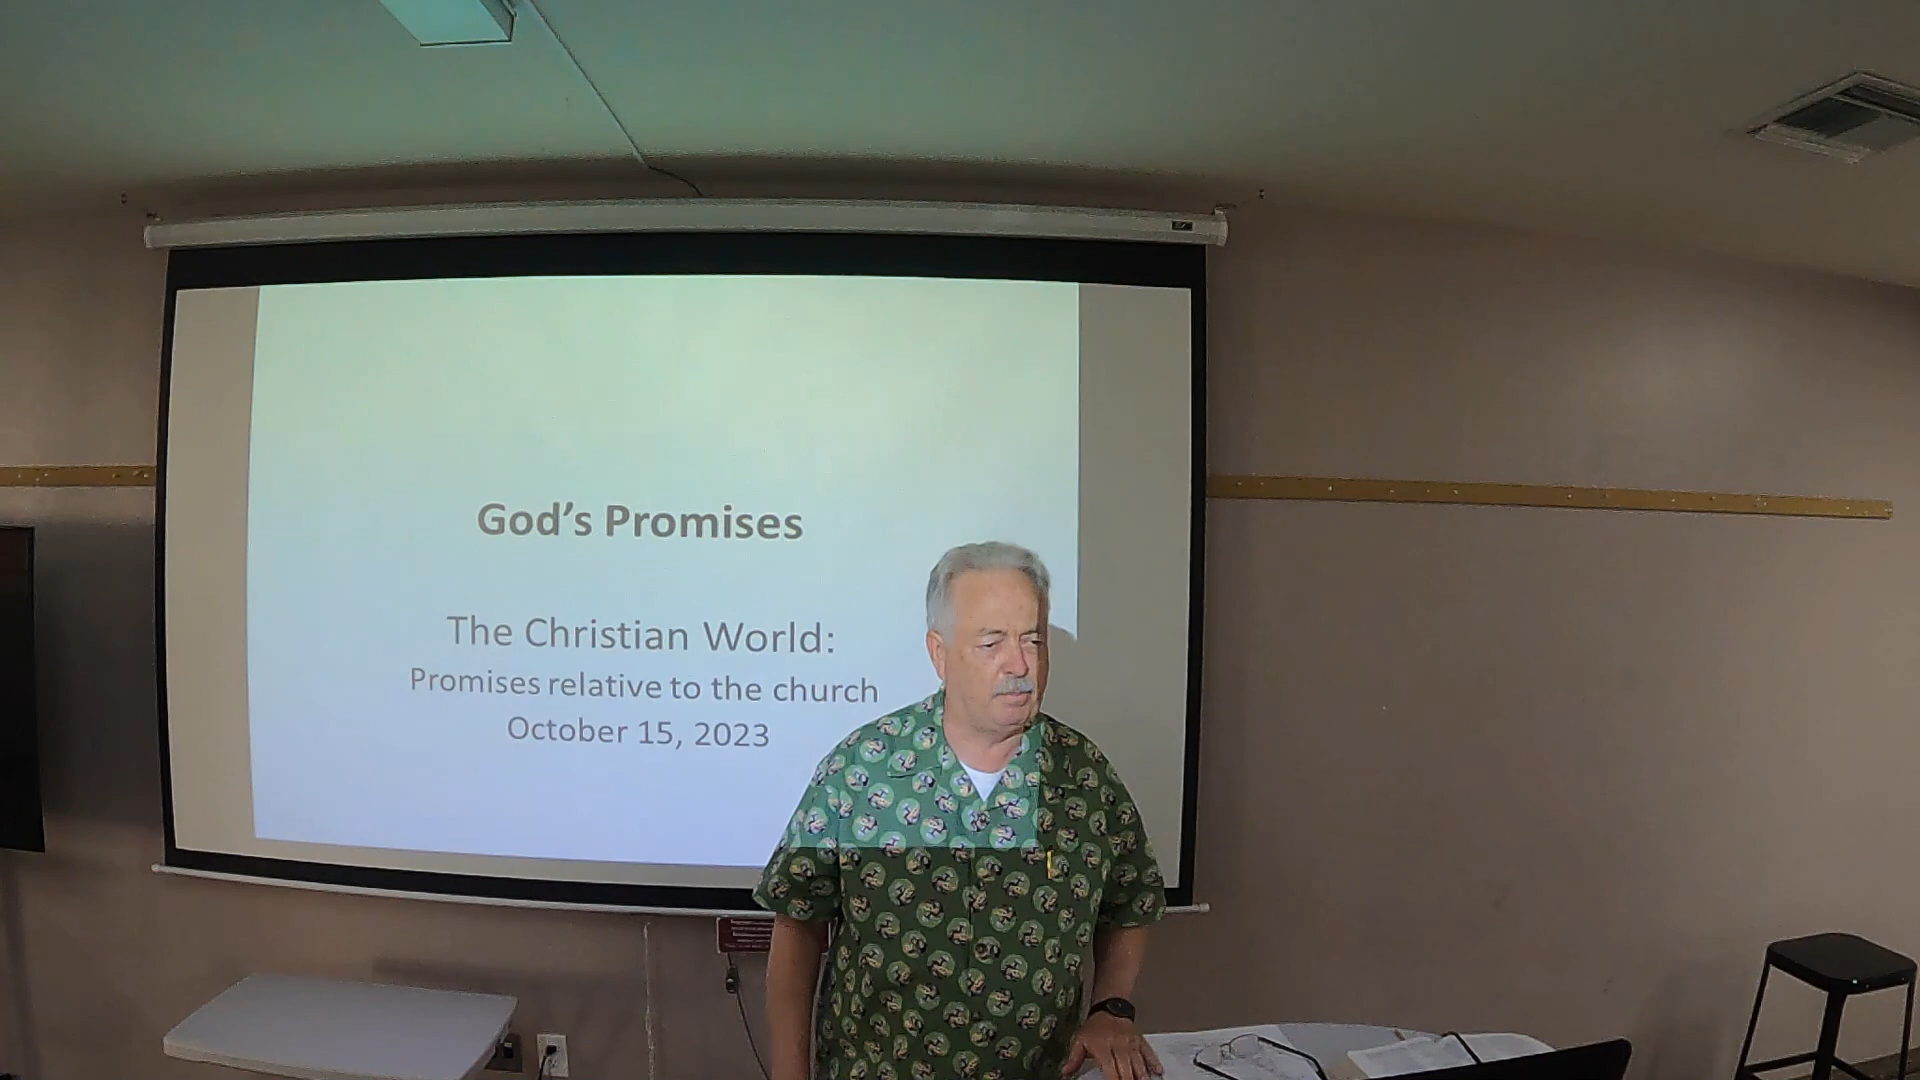 God's Promises
The Christian World:
Promises relative to the church
October 15, 2023